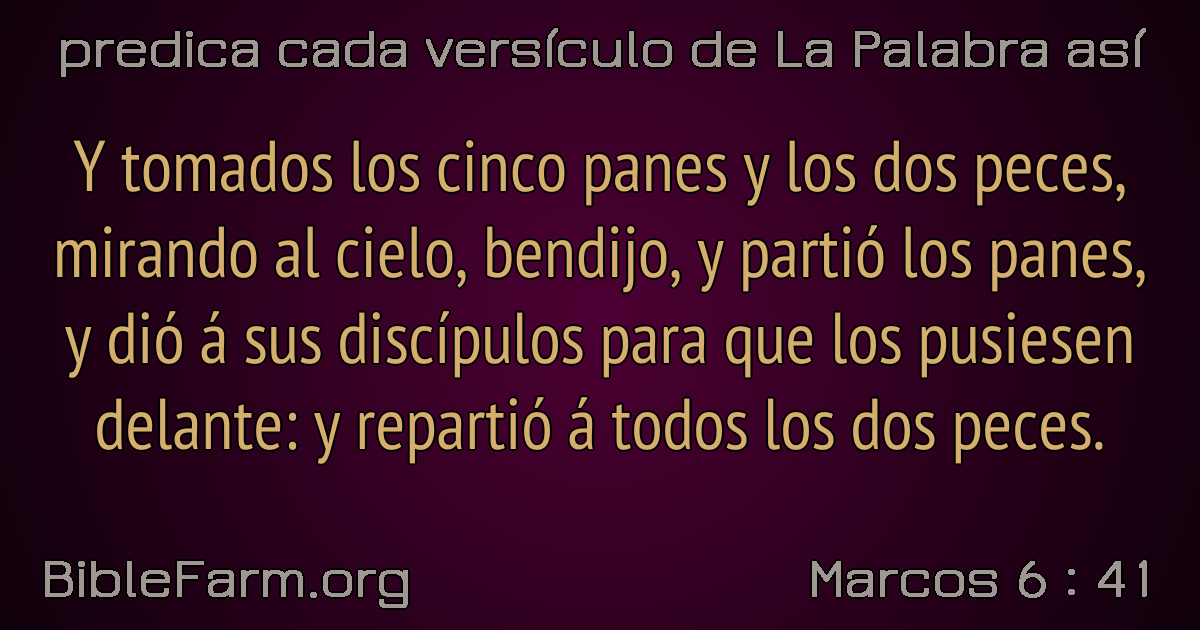 predica cada versículo de La Palabra así
Y tomados los cinco panes y los dos peces,
mirando al cielo, bendijo, y partió los panes,
y dió á sus discípulos para que los pusiesen
delante: y repartió á todos los dos peces.
BibleFarm.org
Marcos 6 : 41